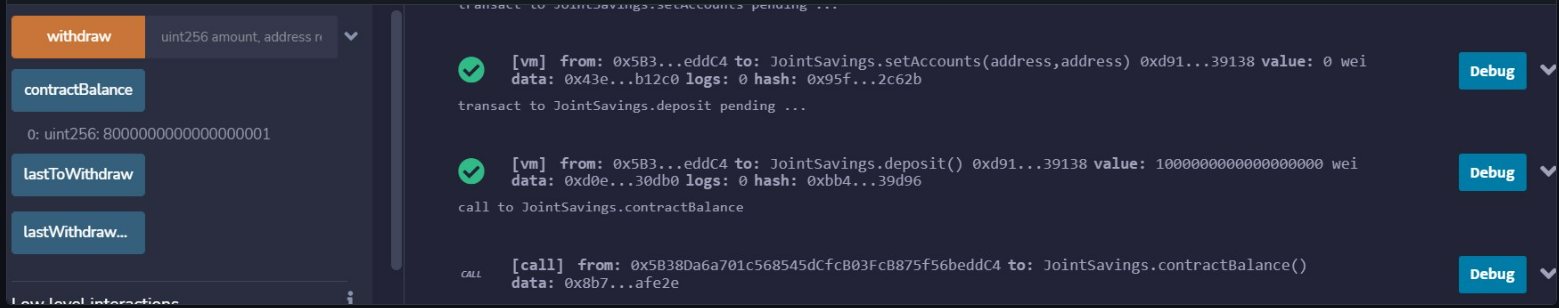 withdraw
uint256 amount, address re
contractBalance
0: uint256: 8000000000000000001
lastToWithdraw
lastWithdraw...
Low level interactions
i
transact to JointSavings.setAccounts pending ...
[vm] from: 0x5B3...eddC4 to: JointSavings.setAccounts(address,address) 0xd91...39138 value: 0 wei
data: 0x43e...b12c0 logs: 0 hash: 0x95f...2c62b
Debug
transact to JointSavings.deposit pending ...
[vm] from: 0x5B3...eddC4 to: JointSavings.deposit() 0xd91...39138 value: 1000000000000000000 wei
data: 0xd0e...30db0 logs: 0 hash: 0xbb4...39d96
Debug
call to JointSavings.contractBalance
CALL
[call] from: 0x5B38Da6a701c568545dCfcB03FcB875f56beddC4 to: JointSavings.contractBalance()
data: 0x8b7...afe2e
Debug